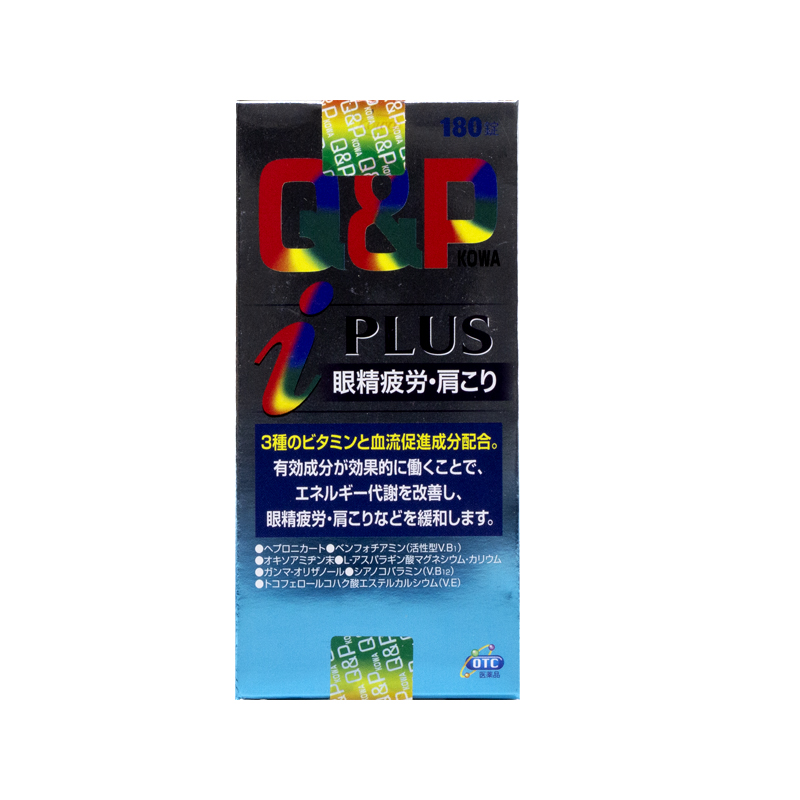 180錠
Q&P
KOWA
i PLUS
眼精疲労・肩こり
3種のビタミンと血流促進成分配合。
有効成分が効果的に働くことで、
エネルギー代謝を改善し、
眼精疲労・肩こりなどを緩和します。
●ヘプロニカート●ベンフォチアミン(活性型V.B1)
●オキソアミヂン末●L-アスパラギン酸マグネシウム・カリウム
●ガンマ-オリザノール●シアノコバラミン(V.B12)
●トコフェロールコハク酸エステルカルシウム(V.E)
OTC
医薬品